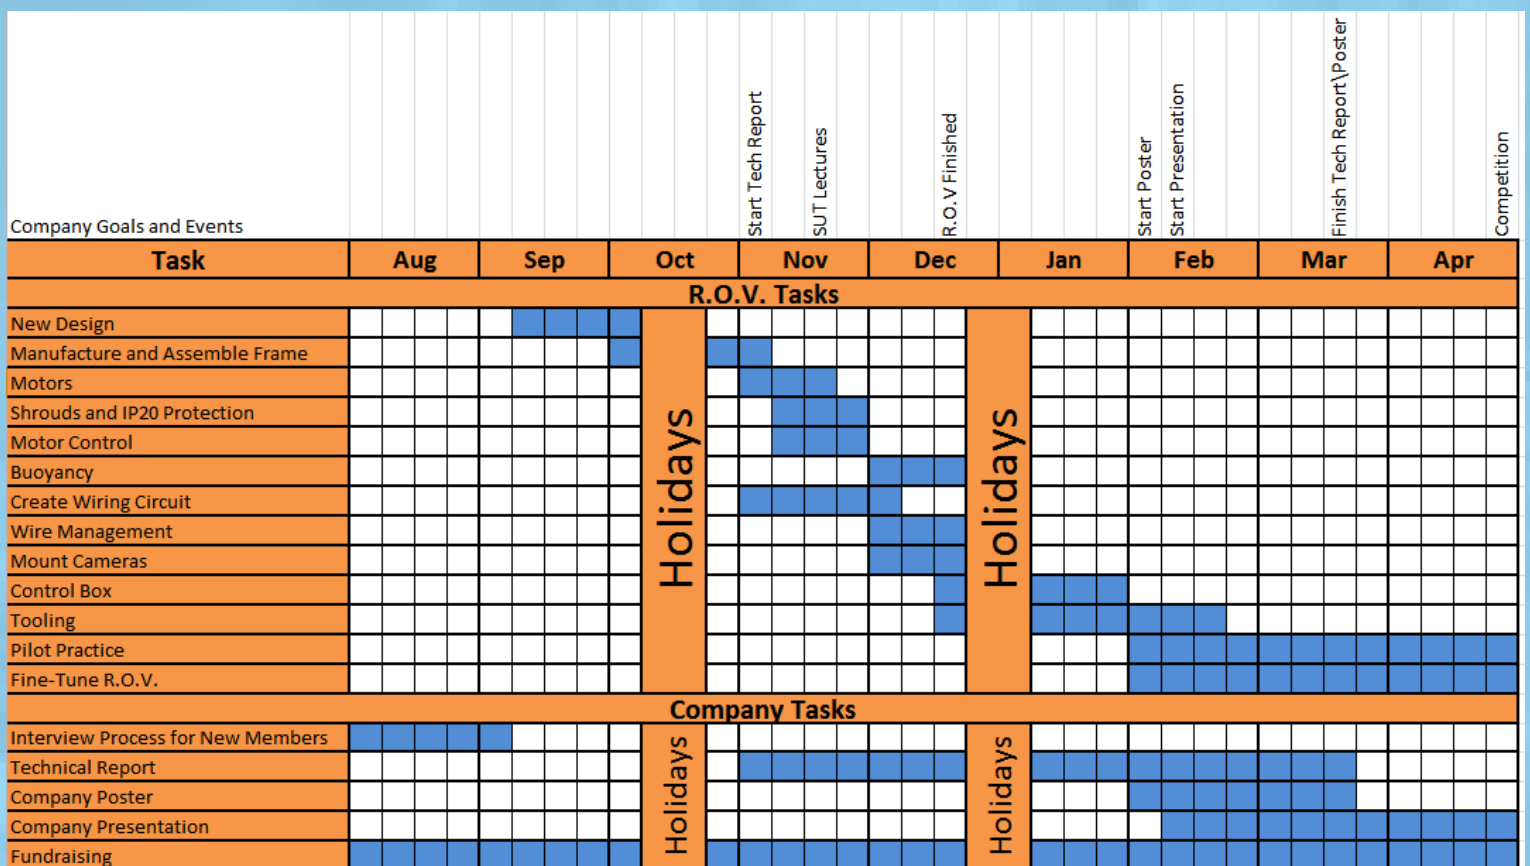 Start Tech Report
SUT Lectures
R.O.V Finished
Start Poster
Start Presentation
Finish Tech Report\Poster
Competition
Company Goals and Events
Task Aug Sep Oct Nov Dec Jan Feb Mar Apr
R.O.V. Tasks
New Design
Manufacture and Assemble Frame
Motors
Shrouds and IP20 Protection
Motor Control
Buoyancy
Create Wiring Circuit
Wire Management
Mount Cameras
Control Box
Tooling
Pilot Practice
Fine-Tune R.O.V.
Holidays
Holidays
Company Tasks
Interview Process for New Members
Technical Report
Company Poster
Company Presentation
Fundraising
Holidays
Holidays